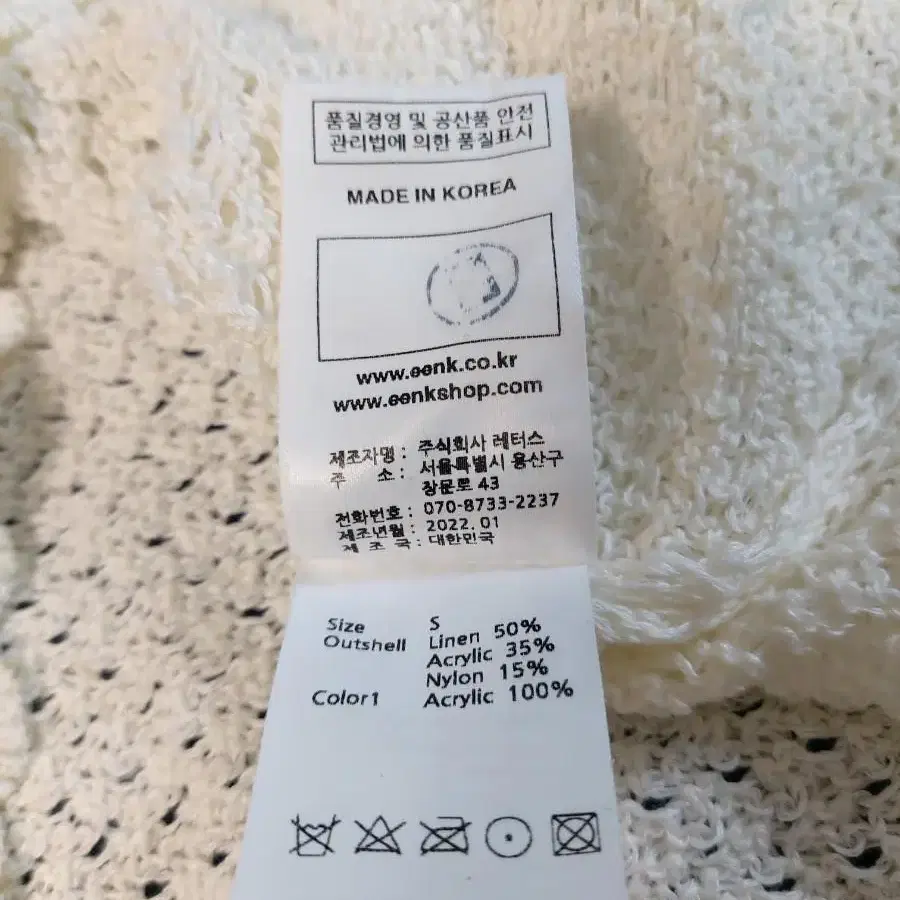 품질경영 및 공산품 안전
관리법에 의한 품질표시
MADE IN KOREA
www.eenk.co.kr
www.eenkshop.com
제조자명 : 주식회사 레터스
주 소 : 서울특별시 용산구
장문로 43
전화번호 : 070-8733-2237
제조년월 : 2022. 01
제 조 국 : 대한민국
Size S
Outshell Linen 50%
Acrylic 35%
Nylon 15%
Color1 Acrylic 100%